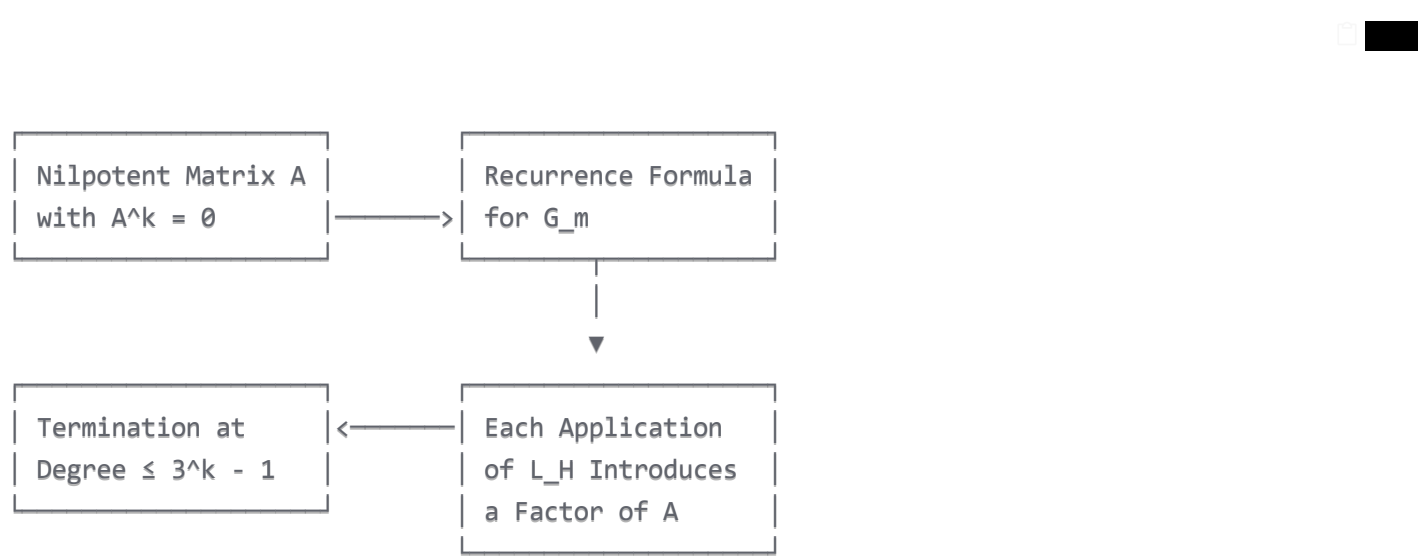 Nilpotent Matrix A
with A^k = 0
Recurrence Formula
for G_m
Each Application
of L_H Introduces
a Factor of A
Termination at
Degree ≤ 3^k - 1